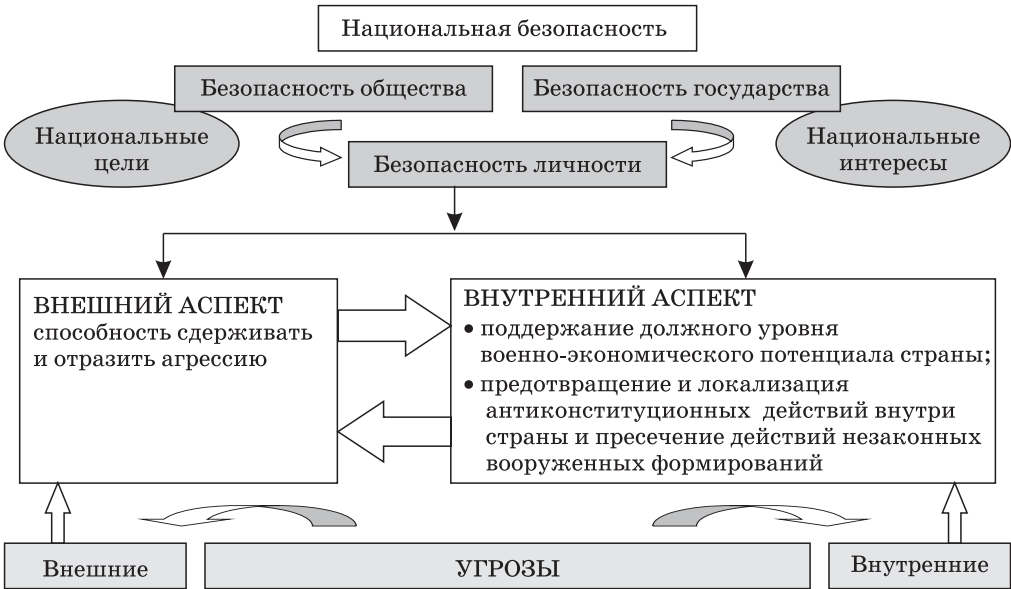 Национальная безопасность
Безопасность общества
Безопасность государства
Национальные
цели
Безопасность личности
Национальные
интересы
ВНЕШНИЙ АСПЕКТ
способность сдерживать
и отразить агрессию
ВНУТРЕННИЙ АСПЕКТ
• поддержание должного уровня
военно-экономического потенциала страны;
• предотвращение и локализация
антиконституционных действий внутри
страны и пресечение действий незаконных
вооруженных формирований
Внешние
УГРОЗЫ
Внутренние